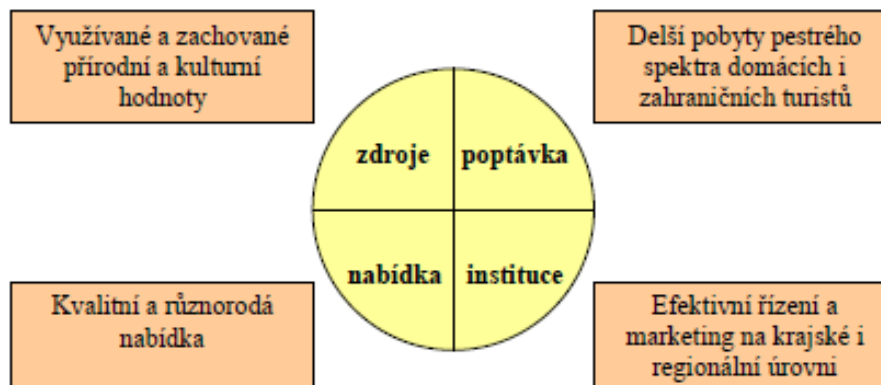 Využívané a zachované
přírodní a kulturní
hodnoty
Delší pobyty pestrého
spektra domácích i
zahraničních turistů
zdroje
poptávka
nabídka
instituce
Kvalitní a různorodá
nabídka
Efektivní řízení a
marketing na krajské i
regionální úrovni